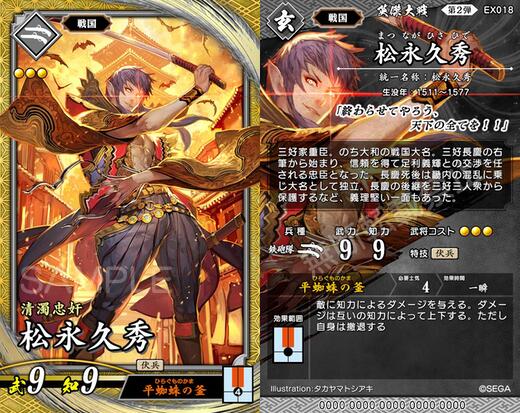 戦国
SAMPLE
清濁忠奸
松永久秀
伏兵
武9 知9
ひらぐものかま
平蜘蛛の釜
4
玄
戦国
英傑大戦
第2弾
EX018
まつ なが ひさ ひで
松永久秀
統一名称：松永久秀
生没年：1511～1577
「終わらせてやろう、
天下の全てを！！」
三好家重臣。のち大和の戦国大名。三好長慶の右
筆から始まり、信頼を得て足利義輝との交渉を任
される忠臣となった。長慶死後は畿内の混乱に乗
じ大名として独立。長慶の後継を三好三人衆から
保護するなど、義理堅い一面もあった。
兵種 武力 知力 武将コスト
鉄砲隊 9 9 特技 伏兵
ひらぐものかま 必要士気 効果時間
平蜘蛛の釜 4 一瞬
効果範囲
敵に知力によるダメージを与える。ダメー
ジは互いの知力によって上下する。ただし
自身は撤退する
Illustration:タカヤマトシアキ
©SEGA
0000 0000 0000 0000 0000